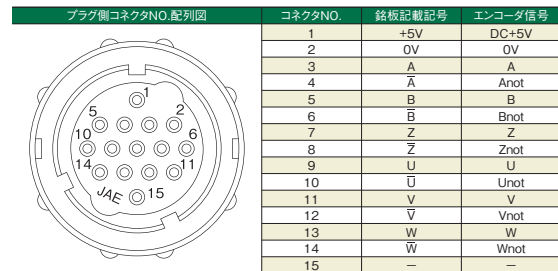 プラグ側コネクタNO.配列図
コネクタNO. 銘板記載記号 エンコーダ信号
1 +5V DC+5V
2 0V 0V
3 A A
4 A̅ Anot
5 B B
6 B̅ Bnot
7 Z Z
8 Z̅ Znot
9 U U
10 U̅ Unot
11 V V
12 V̅ Vnot
13 W W
14 W̅ Wnot
15 － －
1
5 2
10 6
14 11
15
JAE